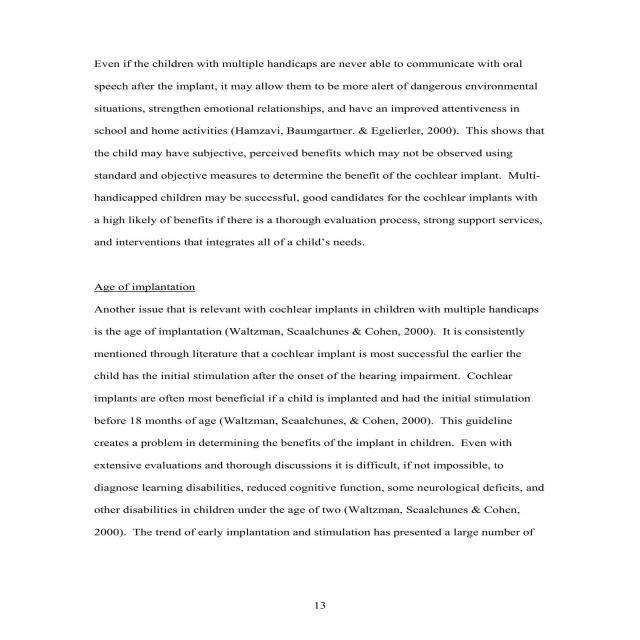 Even if the children with multiple handicaps are never able to communicate with oral
speech after the implant, it may allow them to be more alert of dangerous environmental
situations, strengthen emotional relationships, and have an improved attentiveness in
school and home activities (Hamzavi, Baumgartner. & Egelierler, 2000).  This shows that
the child may have subjective, perceived benefits which may not be observed using
standard and objective measures to determine the benefit of the cochlear implant.  Multi-
handicapped children may be successful, good candidates for the cochlear implants with
a high likely of benefits if there is a thorough evaluation process, strong support services,
and interventions that integrates all of a child's needs.
Age of implantation
Another issue that is relevant with cochlear implants in children with multiple handicaps
is the age of implantation (Waltzman, Scaalchunes & Cohen, 2000).  It is consistently
mentioned through literature that a cochlear implant is most successful the earlier the
child has the initial stimulation after the onset of the hearing impairment.  Cochlear
implants are often most beneficial if a child is implanted and had the initial stimulation
before 18 months of age (Waltzman, Scaalchunes, & Cohen, 2000).  This guideline
creates a problem in determining the benefits of the implant in children.  Even with
extensive evaluations and thorough discussions it is difficult, if not impossible, to
diagnose learning disabilities, reduced cognitive function, some neurological deficits, and
other disabilities in children under the age of two (Waltzman, Scaalchunes & Cohen,
2000).  The trend of early implantation and stimulation has presented a large number of
13